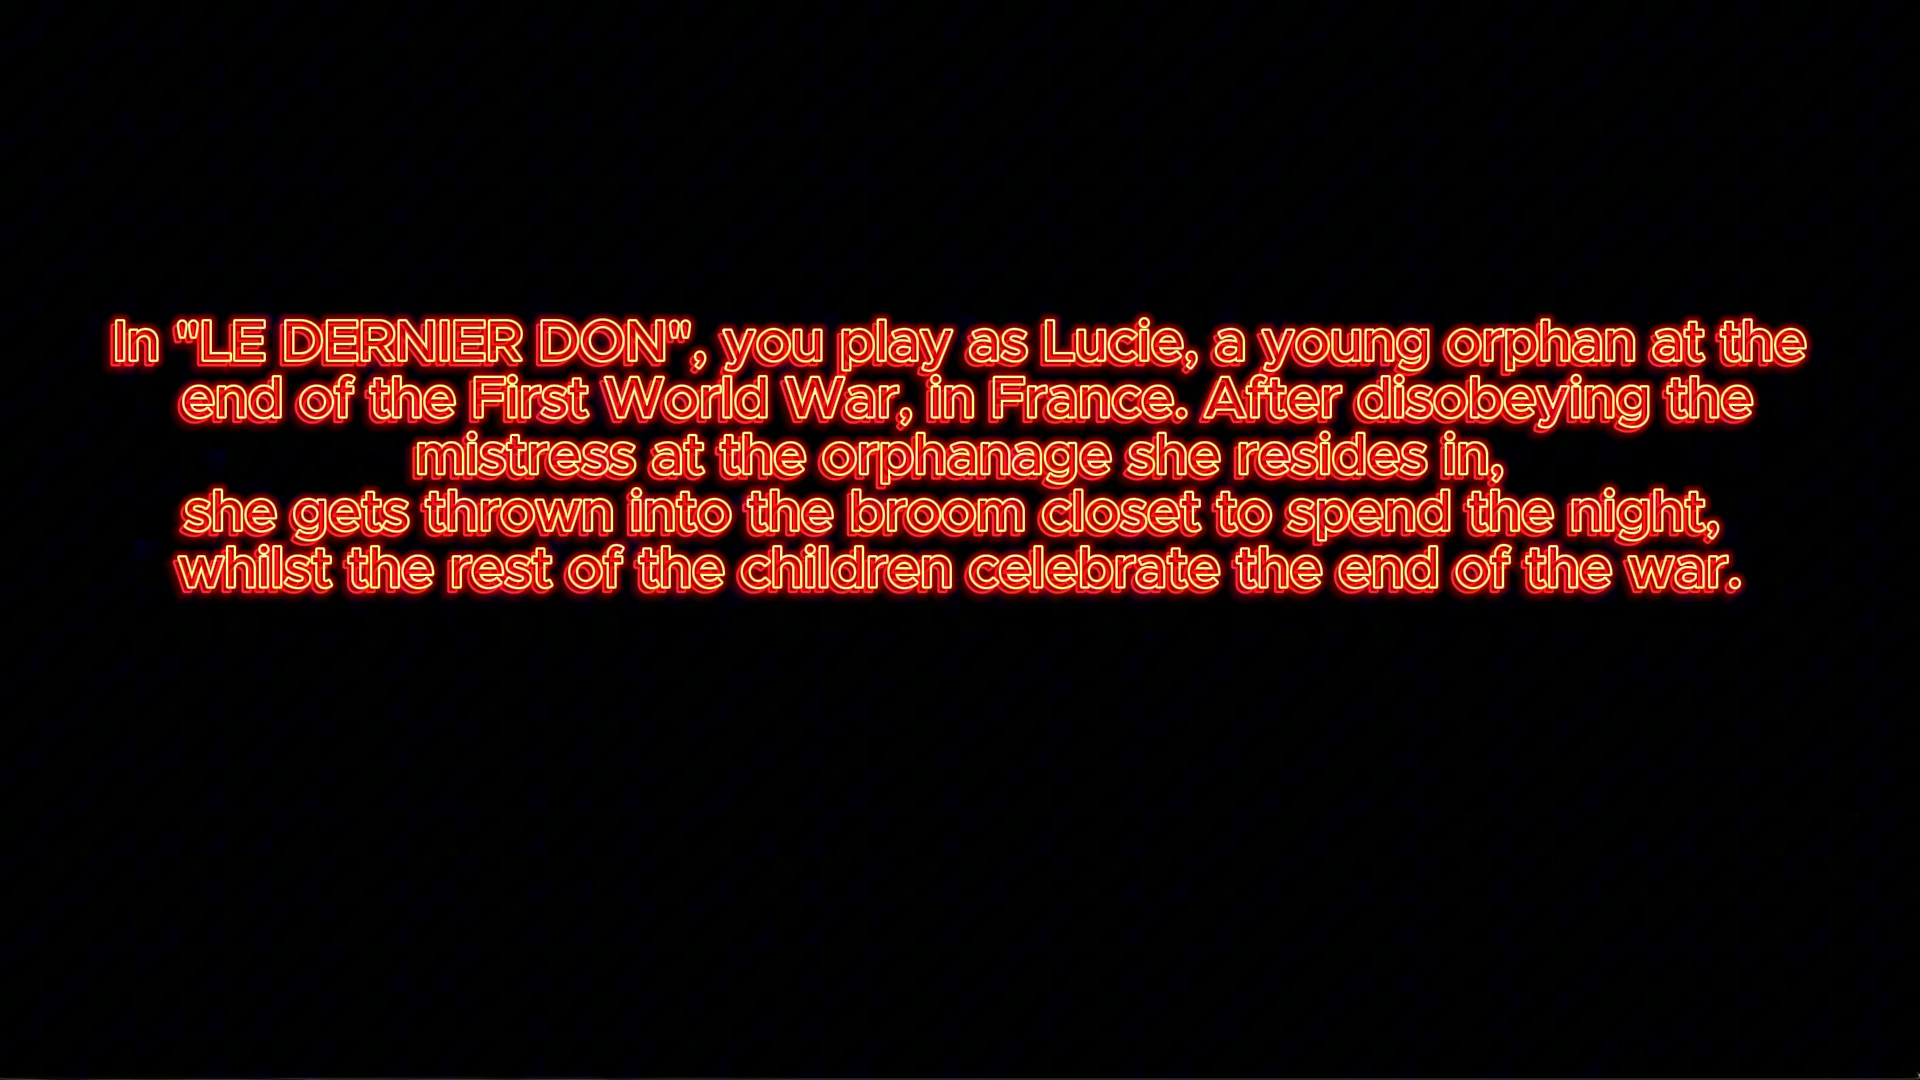 In "LE DERNIER DON", you play as Lucie, a young orphan at the
end of the First World War, in France. After disobeying the
mistress at the orphanage she resides in,
she gets thrown into the broom closet to spend the night,
whilst the rest of the children celebrate the end of the war.